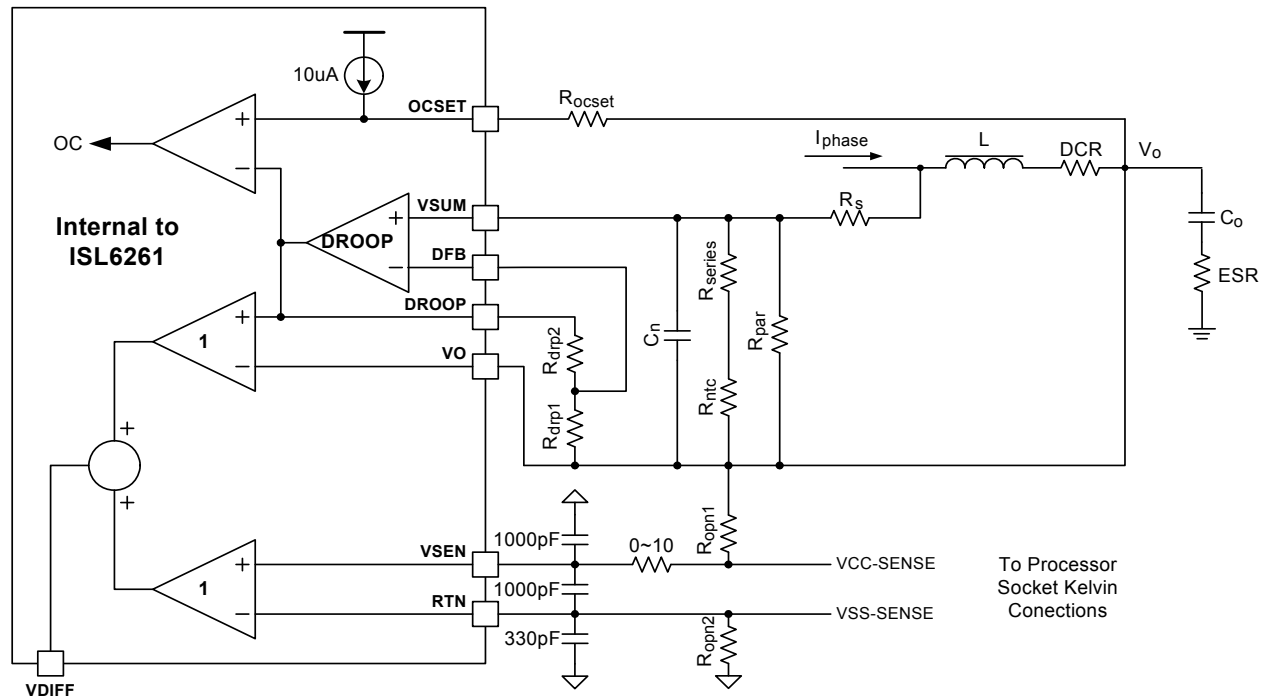 10uA
OCSET
Rocset
OC
Iphase
L
DCR
Vo
Internal to
ISL6261
VSUM
Rs
Co
DROOP
DFB
Rseries
ESR
DROOP
1
VO
Rdrp2
Cn
Rpar
Rdrp1
Rntc
1000pF
0~10
Ropn1
VSEN
VCC-SENSE
To Processor
Socket Kelvin
Conections
1
1000pF
RTN
VSS-SENSE
330pF
Ropn2
VDIFF
+
−
+
−
+
−
+
+
+
−